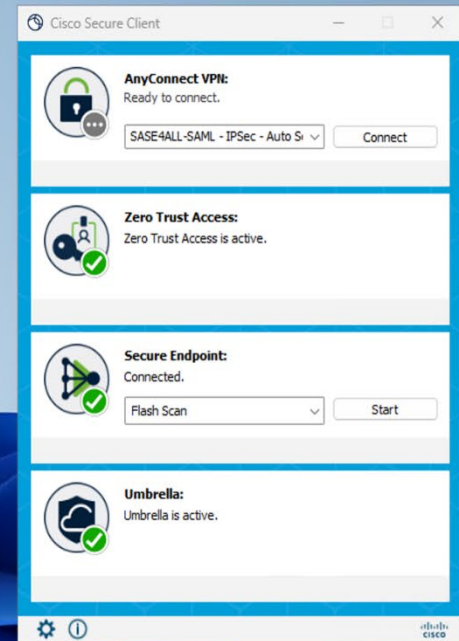 Cisco Secure Client
AnyConnect VPN:
Ready to connect.
SASE4ALL-SAML - IPSec - Auto S
Connect
Zero Trust Access:
Zero Trust Access is active.
Secure Endpoint:
Connected.
Flash Scan
Start
Umbrella:
Umbrella is active.
cisco